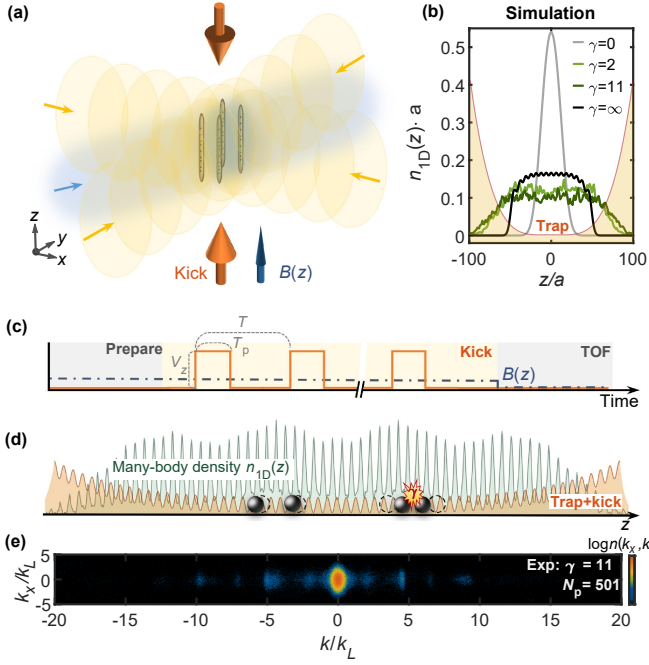 (a)
z
y
x
Kick
B(z)
(b)
Simulation
n1D(z)· a
0.5
0.4
0.3
0.2
0.1
0
γ=0
γ=2
γ=11
γ=∞
Trap
-100
0
100
z/a
(c)
Prepare
T
Tp
Vz
Kick
TOF
B(z)
Time
(d)
Many-body density n1D(z)
Trap+kick
z
(e)
logn(kx, k
kx/kL
5
0
-5
Exp: γ = 11
Np = 501
-20
-15
-10
-5
0
5
10
15
20
k/kL